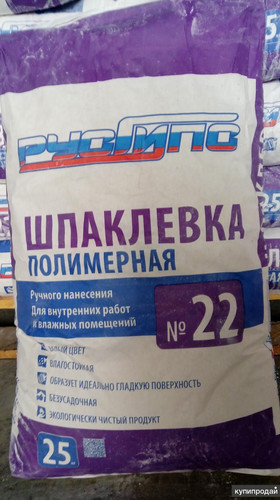 РУСГИПС
ШПАКЛЕВКА
ПОЛИМЕРНАЯ
Ручного нанесения
Для внутренних работ
и влажных помещений
№ 22
ЦВЕТ
ВЛАГОСТОЙКАЯ
ОБРАЗУЕТ ИДЕАЛЬНО ГЛАДКУЮ ПОВЕРХНОСТЬ
БЕЗУСАДОЧНАЯ
ЭКОЛОГИЧЕСКИ ЧИСТЫЙ ПРОДУКТ
25 кг
купипродай